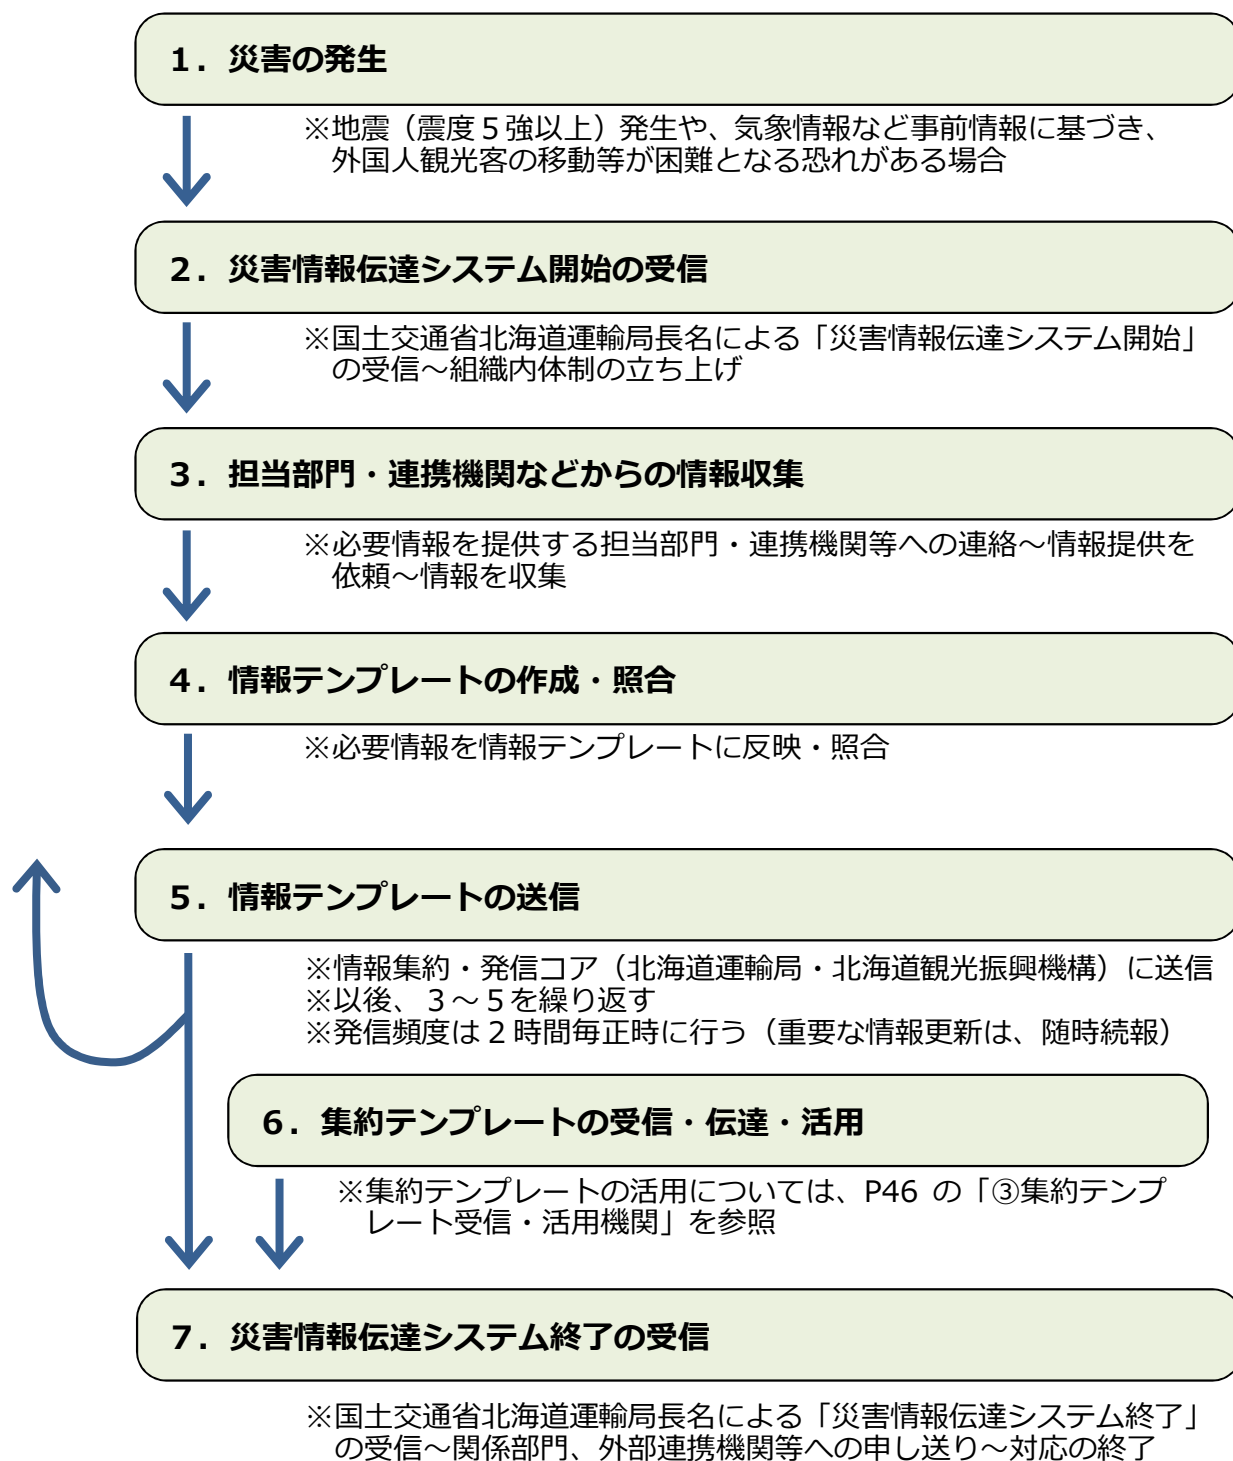 １．災害の発生
※地震（震度５強以上）発生や、気象情報など事前情報に基づき、
外国人観光客の移動等が困難となる恐れがある場合
２．災害情報伝達システム開始の受信
※国土交通省北海道運輸局長名による「災害情報伝達システム開始」
の受信～組織内体制の立ち上げ
３．担当部門・連携機関などからの情報収集
※必要情報を提供する担当部門・連携機関等への連絡～情報提供を
依頼～情報を収集
４．情報テンプレートの作成・照合
※必要情報を情報テンプレートに反映・照合
５．情報テンプレートの送信
※情報集約・発信コア（北海道運輸局・北海道観光振興機構）に送信
※以後、３～５を繰り返す
※発信頻度は２時間毎正時に行う（重要な情報更新は、随時続報）
６．集約テンプレートの受信・伝達・活用
※集約テンプレートの活用については、P46 の「③集約テンプ
レート受信・活用機関」を参照
７．災害情報伝達システム終了の受信
※国土交通省北海道運輸局長名による「災害情報伝達システム終了」
の受信～関係部門、外部連携機関等への申し送り～対応の終了